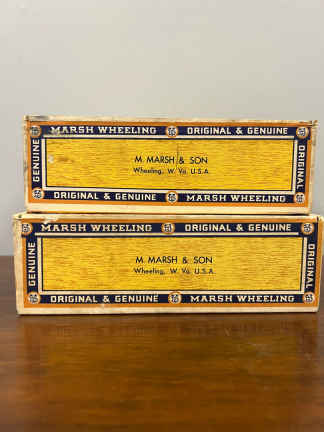 MARSH WHEELING ORIGINAL & GENUINE
GENUINE
M. MARSH & SON
Wheeling, W. Va. U.S.A.
ORIGINAL
ORIGINAL & GENUINE MARSH WHEELING
MARSH WHEELING ORIGINAL & GENUINE
GENUINE
M. MARSH & SON
Wheeling, W. Va. U.S.A.
ORIGINAL
ORIGINAL & GENUINE MARSH WHEELING